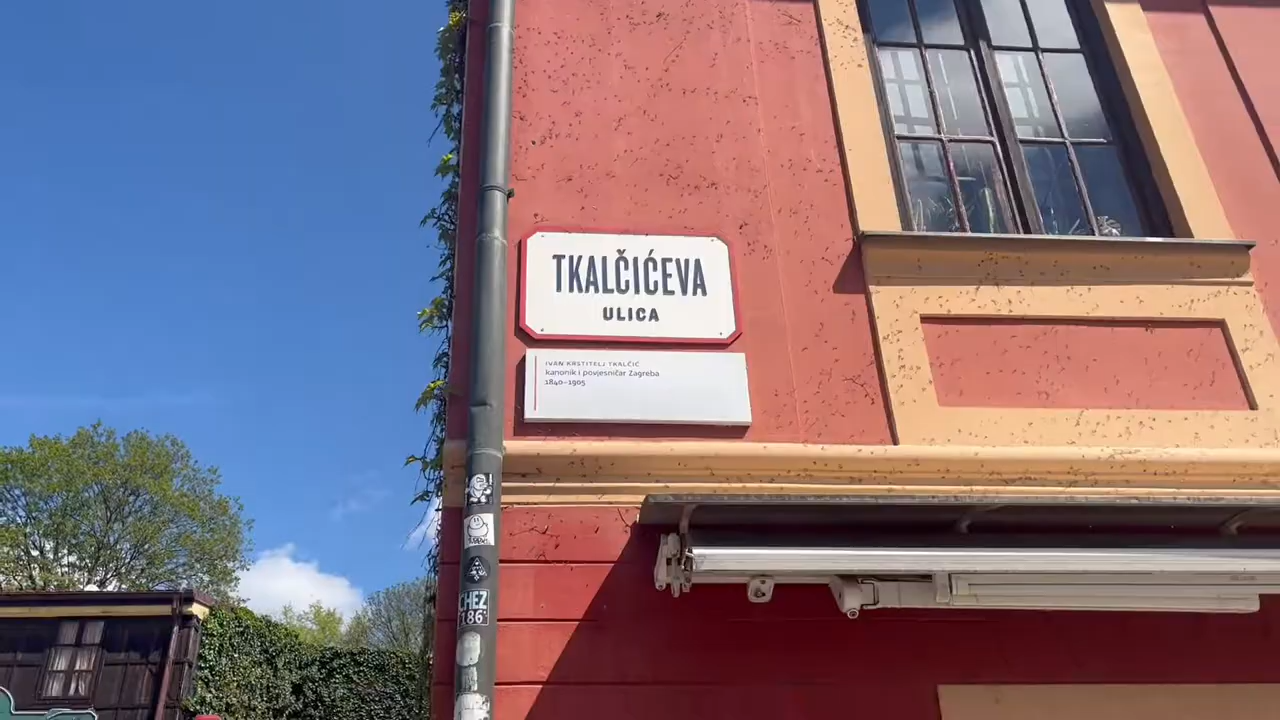 TKALČIĆEVA
ULICA
IVAN KRSTITELJ TKALČIĆ
kanonik i povjesničar Zagreba
1840–1905
CHEZ
186